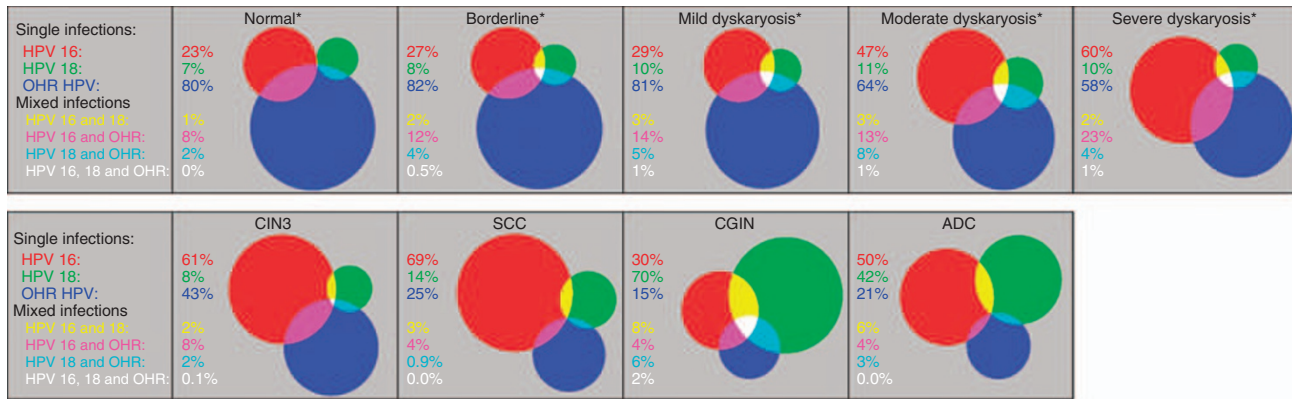 Normal* Borderline* Mild dyskaryosis* Moderate dyskaryosis* Severe dyskaryosis*
Single infections:
HPV 16: 23% 27% 29% 47% 60%
HPV 18: 7% 8% 10% 11% 10%
OHR HPV: 80% 82% 81% 64% 58%
Mixed infections
HPV 16 and 18: 1% 2% 3% 3% 2%
HPV 16 and OHR: 8% 12% 14% 13% 23%
HPV 18 and OHR: 2% 4% 5% 8% 4%
HPV 16, 18 and OHR: 0% 0.5% 1% 1% 1%
CIN3 SCC CGIN ADC
Single infections:
HPV 16: 61% 69% 30% 50%
HPV 18: 8% 14% 70% 42%
OHR HPV: 43% 25% 15% 21%
Mixed infections
HPV 16 and 18: 2% 3% 8% 6%
HPV 16 and OHR: 8% 4% 4% 4%
HPV 18 and OHR: 2% 0.9% 6% 3%
HPV 16, 18 and OHR: 0.1% 0.0% 2% 0.0%